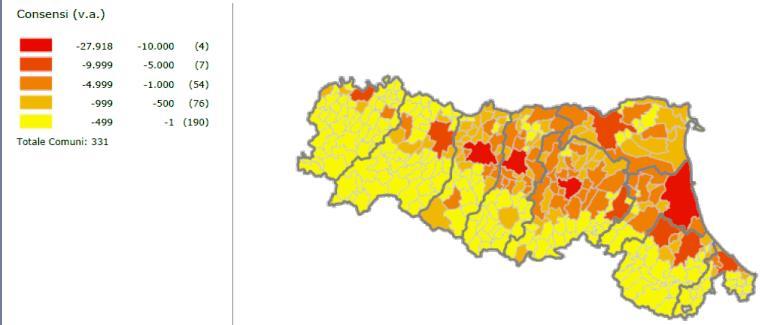 Consensi (v.a.)
-27.918 -10.000 (4)
-9.999 -5.000 (7)
-4.999 -1.000 (54)
-999 -500 (76)
-499 -1 (190)
Totale Comuni: 331